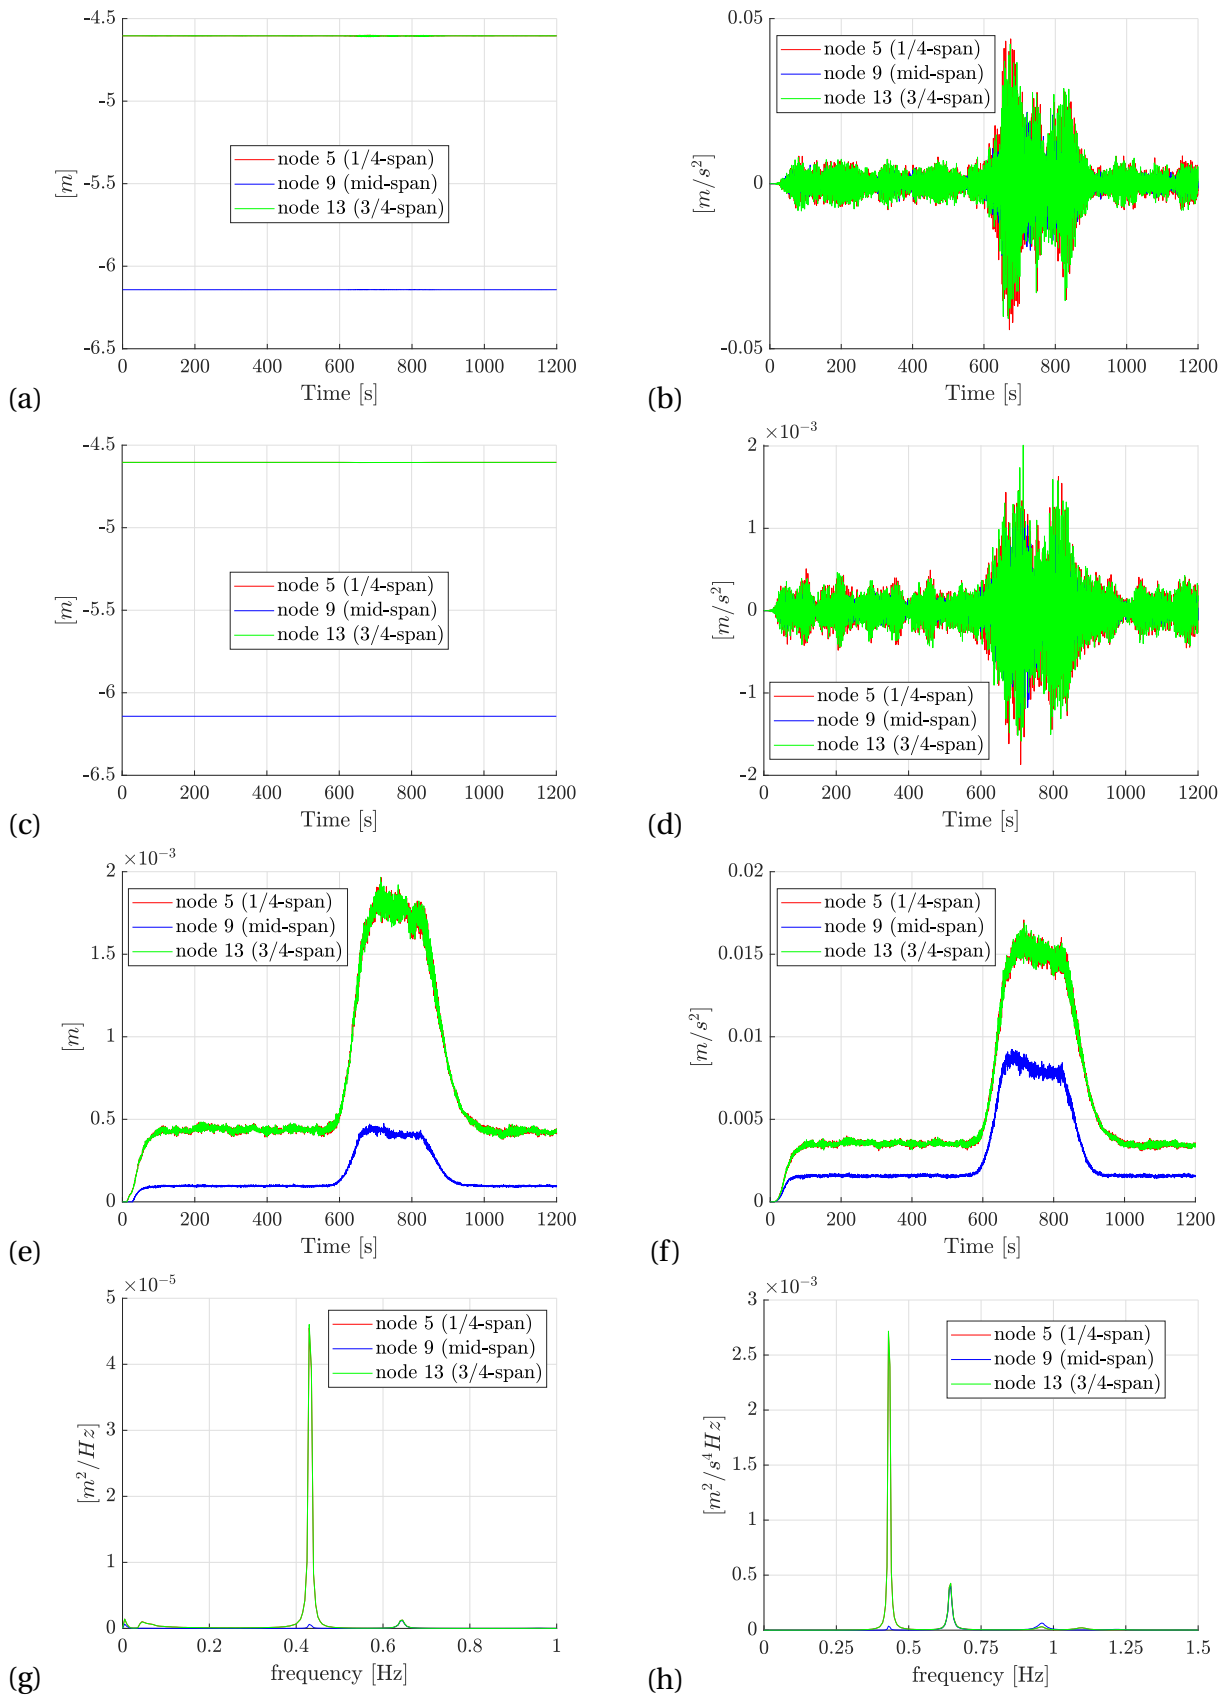 -4.5
-5
-5.5
-6
-6.5
[m]
node 5 (1/4-span)
node 9 (mid-span)
node 13 (3/4-span)
0 200 400 600 800 1000 1200
Time [s]
(a)
0.05
0
-0.05
[m/s²]
node 5 (1/4-span)
node 9 (mid-span)
node 13 (3/4-span)
0 200 400 600 800 1000 1200
Time [s]
(b)
-4.5
-5
-5.5
-6
-6.5
[m]
node 5 (1/4-span)
node 9 (mid-span)
node 13 (3/4-span)
0 200 400 600 800 1000 1200
Time [s]
(c)
×10⁻³
2
1
0
-1
-2
[m/s²]
node 5 (1/4-span)
node 9 (mid-span)
node 13 (3/4-span)
0 200 400 600 800 1000 1200
Time [s]
(d)
×10⁻³
2
1.5
1
0.5
0
[m]
node 5 (1/4-span)
node 9 (mid-span)
node 13 (3/4-span)
0 200 400 600 800 1000 1200
Time [s]
(e)
0.02
0.015
0.01
0.005
0
[m/s²]
node 5 (1/4-span)
node 9 (mid-span)
node 13 (3/4-span)
0 200 400 600 800 1000 1200
Time [s]
(f)
×10⁻⁵
5
4
3
2
1
0
[m²/Hz]
node 5 (1/4-span)
node 9 (mid-span)
node 13 (3/4-span)
0 0.2 0.4 0.6 0.8 1
frequency [Hz]
(g)
×10⁻³
3
2.5
2
1.5
1
0.5
0
[m²/s⁴Hz]
node 5 (1/4-span)
node 9 (mid-span)
node 13 (3/4-span)
0 0.25 0.5 0.75 1 1.25 1.5
frequency [Hz]
(h)